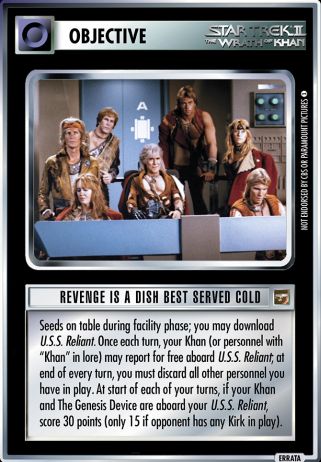 OBJECTIVE
STAR TREK II
THE WRATH OF KHAN
A
NOT ENDORSED BY CBS OR PARAMOUNT PICTURES
REVENGE IS A DISH BEST SERVED COLD
Seeds on table during facility phase; you may download
U.S.S. Reliant. Once each turn, your Khan (or personnel with
"Khan" in lore) may report for free aboard U.S.S. Reliant; at
end of every turn, you must discard all other personnel you
have in play. At start of each of your turns, if your Khan
and The Genesis Device are aboard your U.S.S. Reliant,
score 30 points (only 15 if opponent has any Kirk in play).
ERRATA